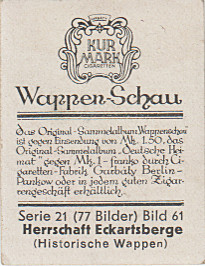 KUR
MARK
CIGARETTEN
Wappen-Schau
Das Original-Sammelalbum Wappenschau
ist gegen Einsendung von Mk. 1.50, das
Original-Sammelalbum „Deutsche Hei-
mat" gegen Mk. 1.- franko durch Ci-
garetten-Fabrik Garbáty Berlin-
Pankow oder in jedem guten Zigar-
rengeschäft erhältlich.
Serie 21 (77 Bilder) Bild 61
Herrschaft Eckartsberge
(Historische Wappen)